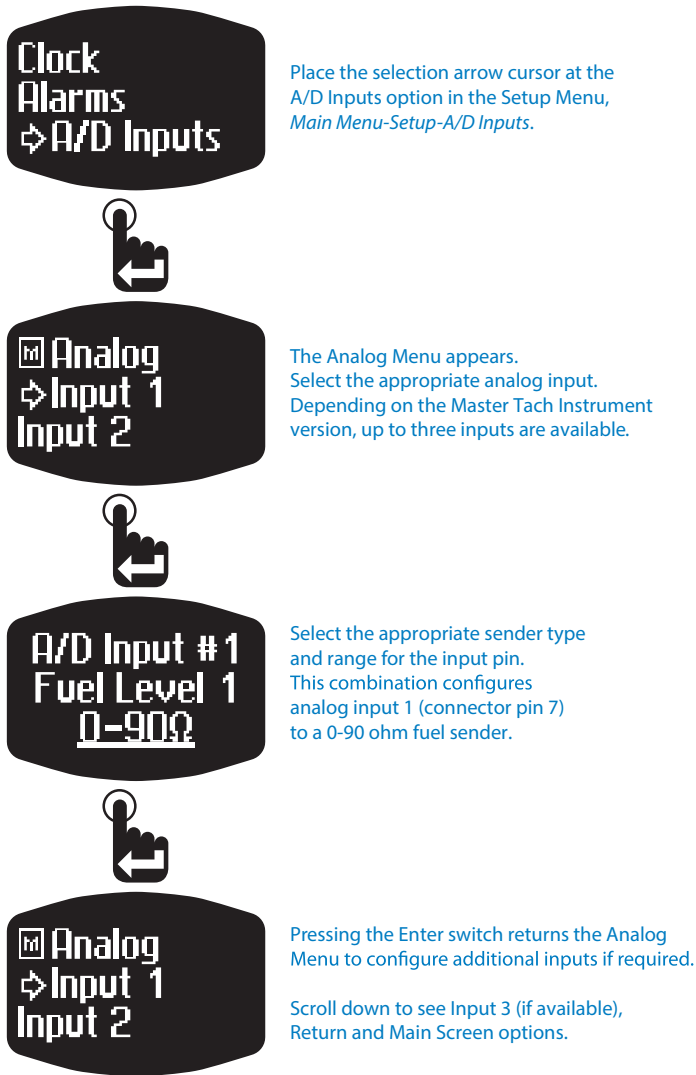 Clock
Alarms
A/D Inputs
Place the selection arrow cursor at the
A/D Inputs option in the Setup Menu,
Main Menu-Setup-A/D Inputs.
M Analog
Input 1
Input 2
The Analog Menu appears.
Select the appropriate analog input.
Depending on the Master Tach Instrument
version, up to three inputs are available.
A/D Input #1
Fuel Level 1
0-90Ω
Select the appropriate sender type
and range for the input pin.
This combination configures
analog input 1 (connector pin 7)
to a 0-90 ohm fuel sender.
M Analog
Input 1
Input 2
Pressing the Enter switch returns the Analog
Menu to configure additional inputs if required.
Scroll down to see Input 3 (if available),
Return and Main Screen options.